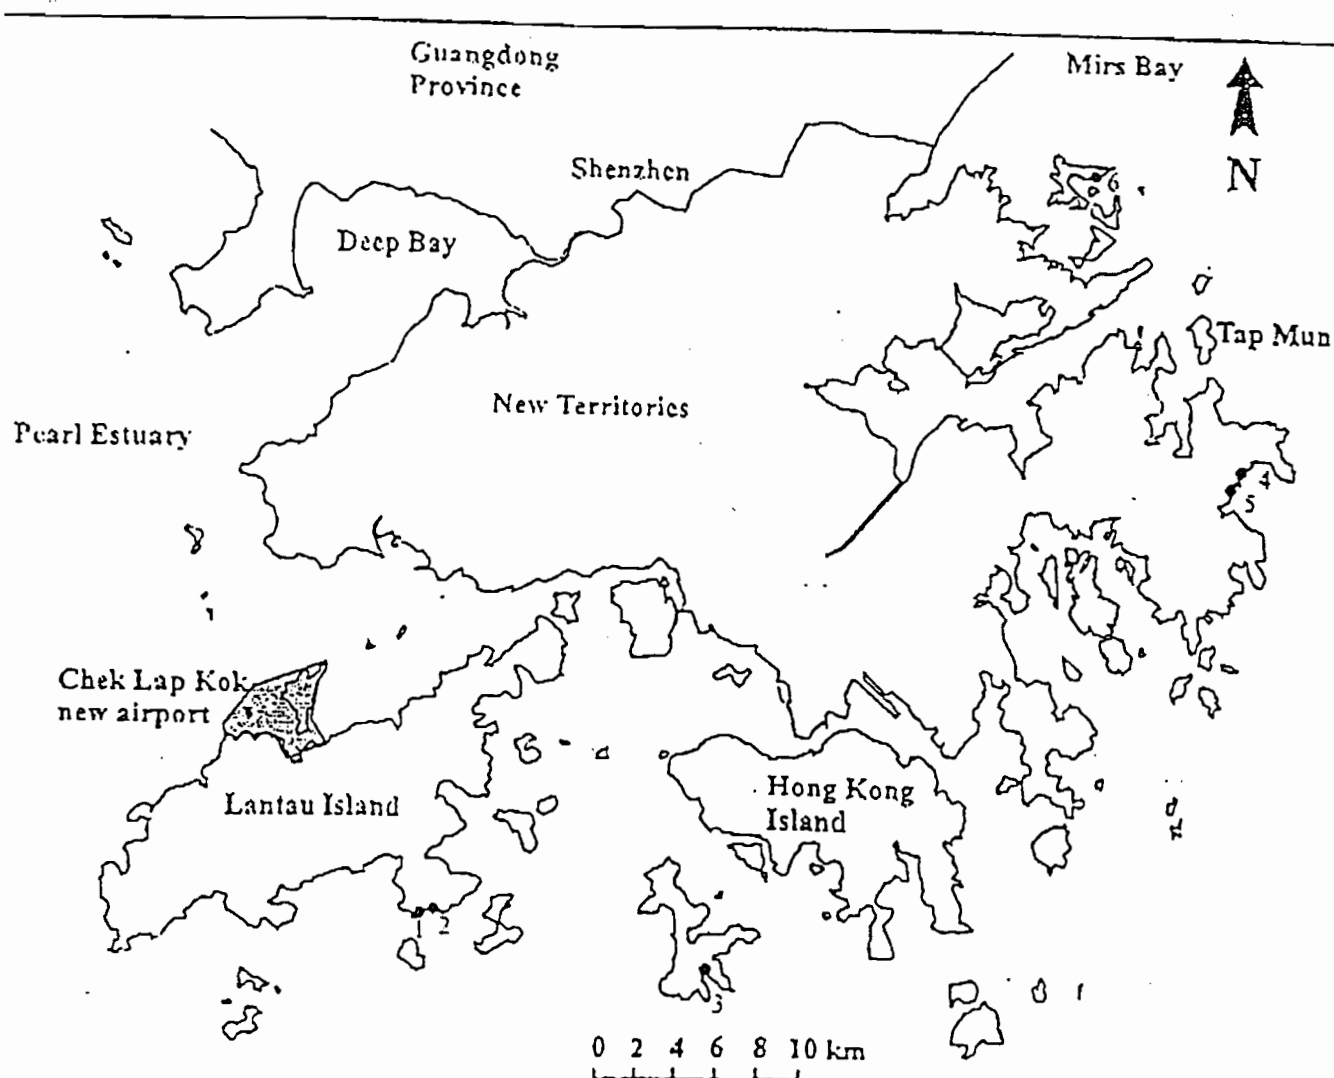 Guangdong
Province
Mirs Bay
N
Shenzhen
6
Deep Bay
Tap Mun
New Territories
Pearl Estuary
4
5
Chek Lap Kok
new airport
Hong Kong
Island
Lantau Island
1 2
3
0 2 4 6 8 10 km